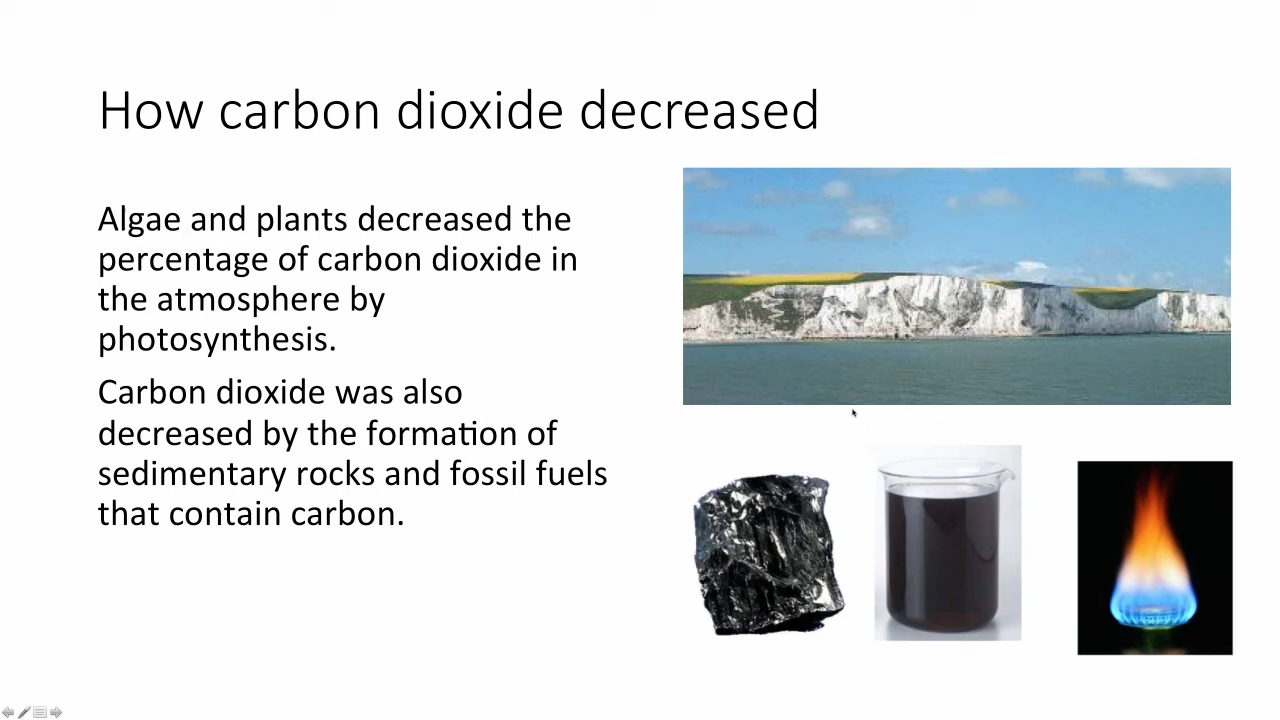 How carbon dioxide decreased
Algae and plants decreased the
percentage of carbon dioxide in
the atmosphere by
photosynthesis.
Carbon dioxide was also
decreased by the formation of
sedimentary rocks and fossil fuels
that contain carbon.